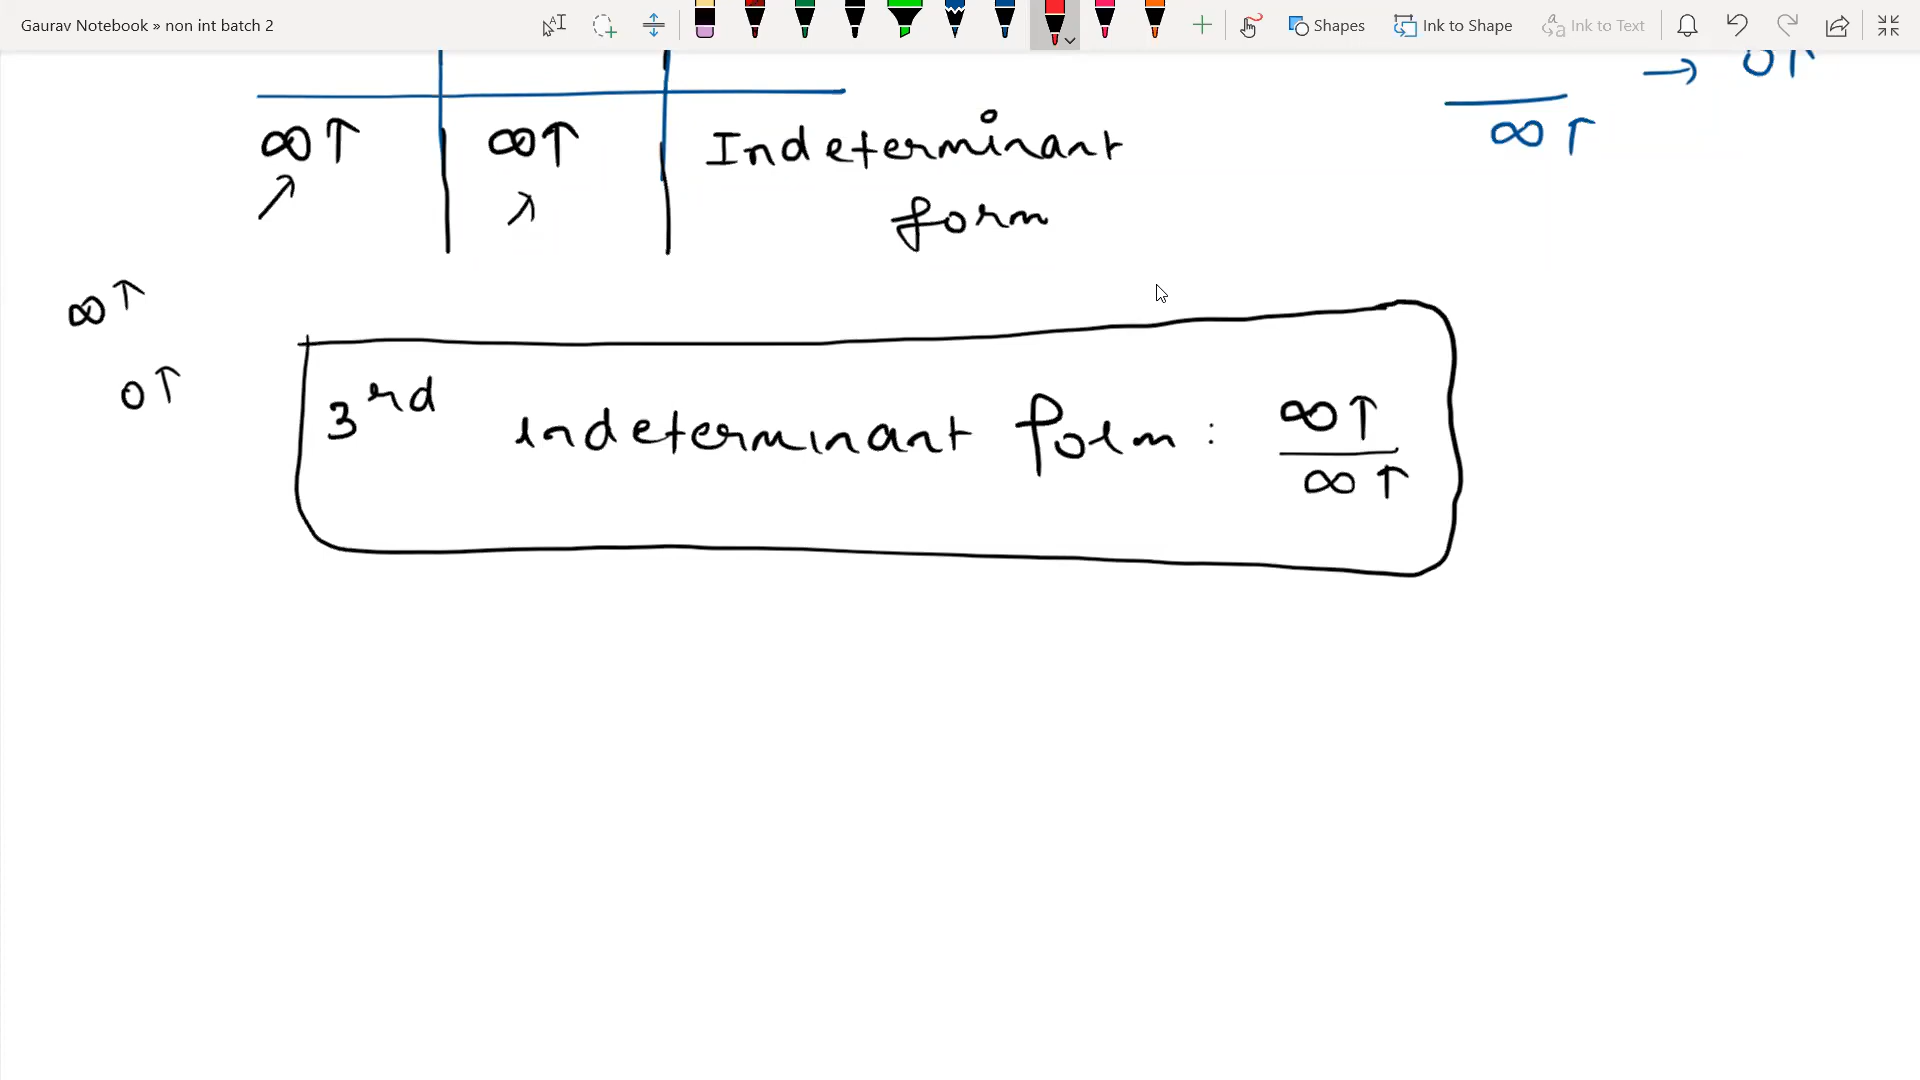 Gaurav Notebook » non int batch 2
Shapes
Ink to Shape
Ink to Text
→ 0↑
∞↑
∞↑ ∞↑ Indeterminant
form
∞↑
0↑
3rd indeterminant form : ∞↑
∞↑